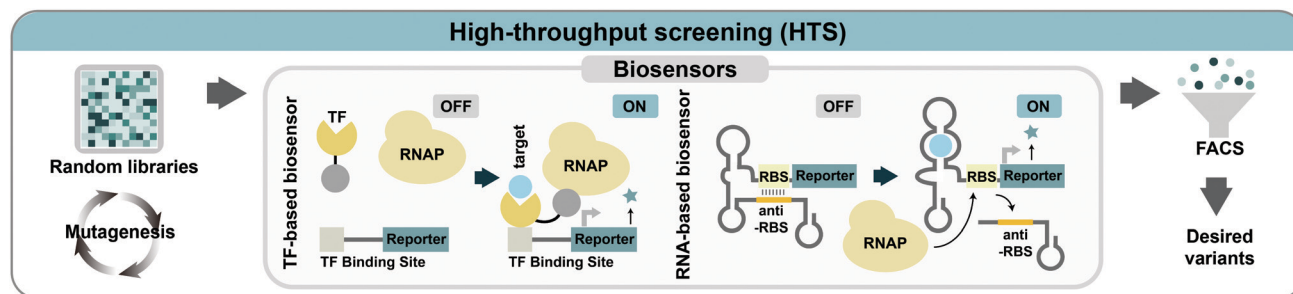 High-throughput screening (HTS)
Random libraries
Mutagenesis
Biosensors
TF-based biosensor
OFF
ON
TF
RNAP
target
RNAP
Reporter
TF Binding Site
Reporter
TF Binding Site
RNA-based biosensor
OFF
ON
RBS
Reporter
anti
-RBS
RNAP
RBS
Reporter
anti
-RBS
FACS
Desired
variants